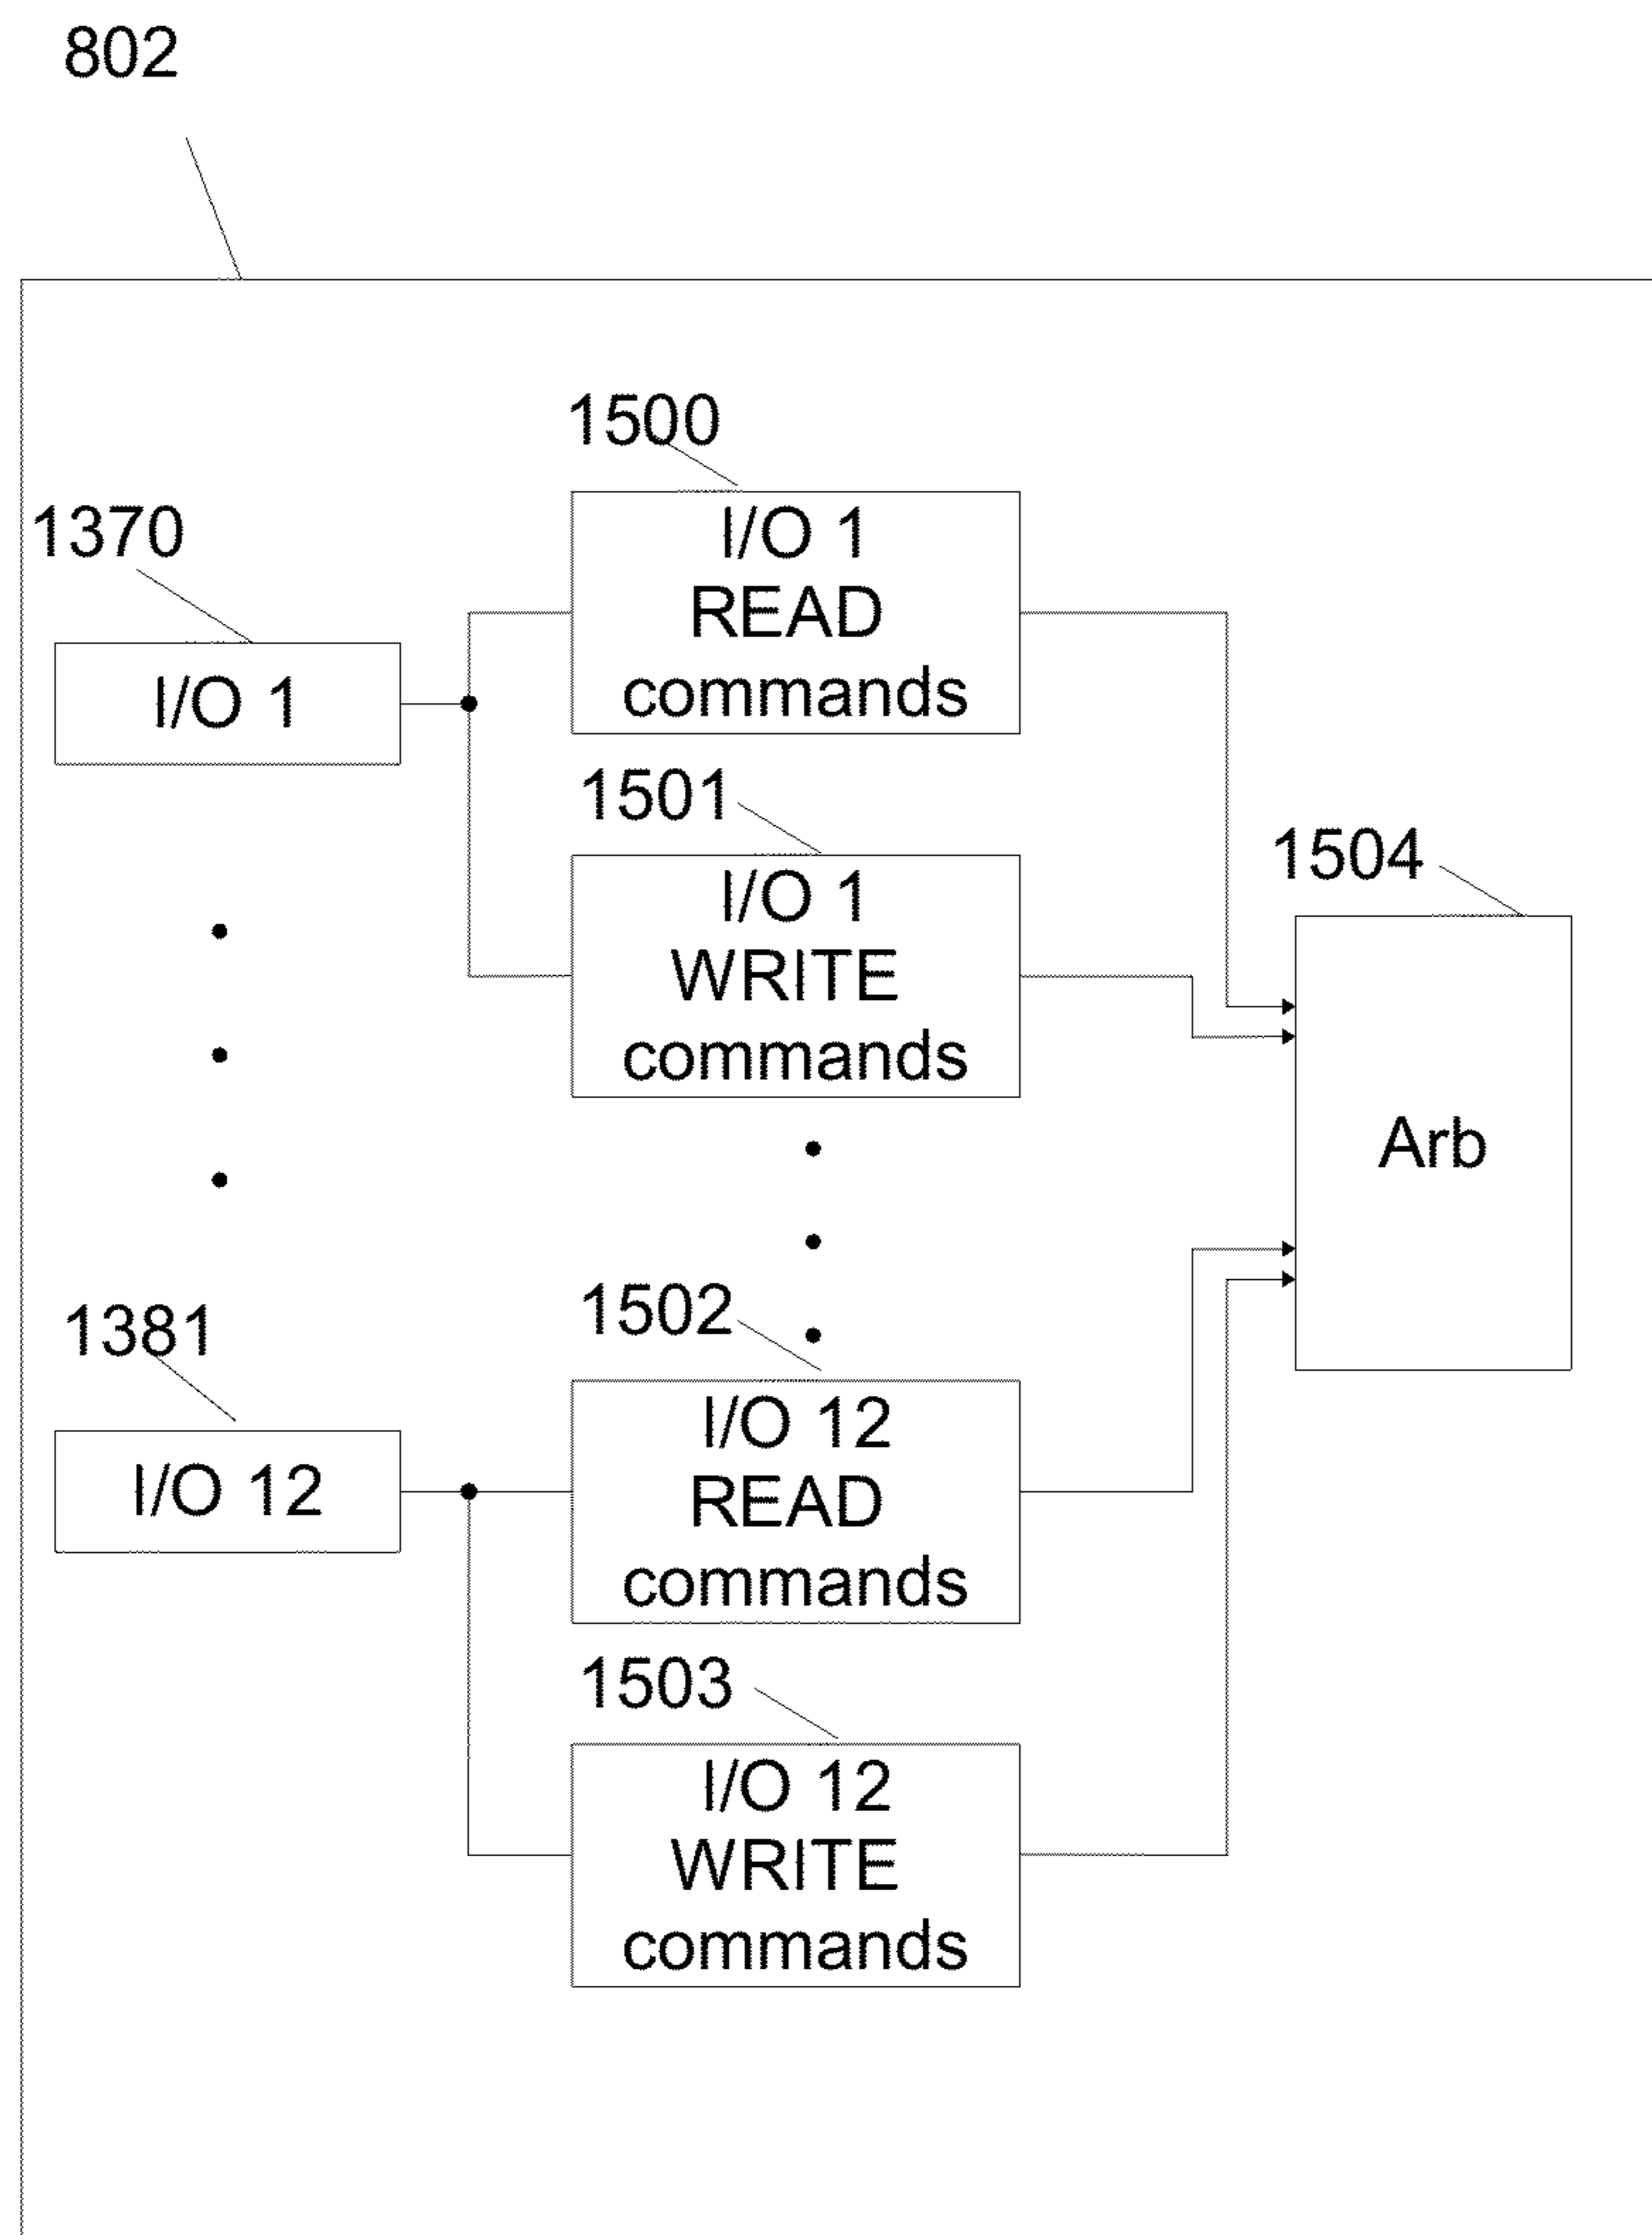 802
1500
I/O 1
READ
commands
1370
I/O 1
1501
I/O 1
WRITE
commands
1504
Arb
1502
I/O 12
READ
commands
1381
I/O 12
1503
I/O 12
WRITE
commands